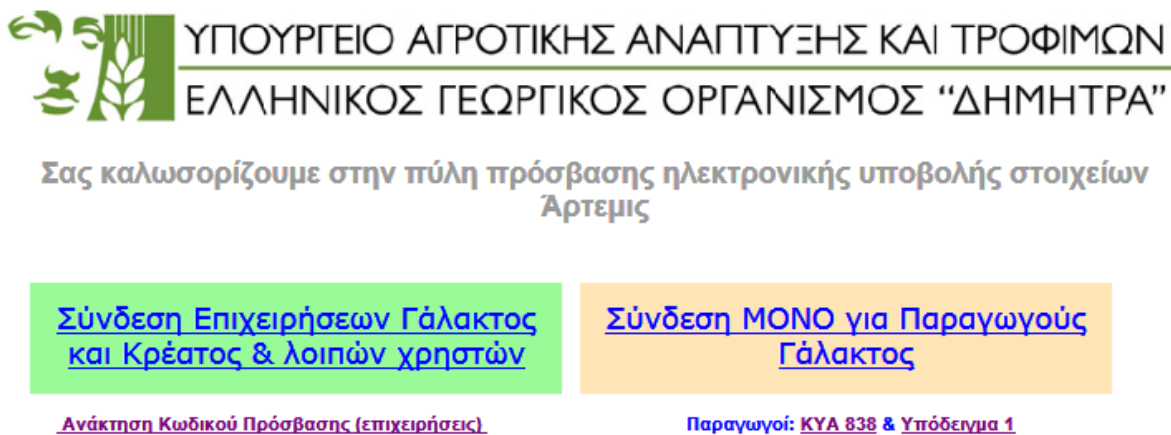 ΥΠΟΥΡΓΕΙΟ ΑΓΡΟΤΙΚΗΣ ΑΝΑΠΤΥΞΗΣ ΚΑΙ ΤΡΟΦΙΜΩΝ
ΕΛΛΗΝΙΚΟΣ ΓΕΩΡΓΙΚΟΣ ΟΡΓΑΝΙΣΜΟΣ “ΔΗΜΗΤΡΑ”
Σας καλωσορίζουμε στην πύλη πρόσβασης ηλεκτρονικής υποβολής στοιχείων
Άρτεμις
Σύνδεση Επιχειρήσεων Γάλακτος
και Κρέατος & λοιπών χρηστών
Σύνδεση ΜΟΝΟ για Παραγωγούς
Γάλακτος
Ανάκτηση Κωδικού Πρόσβασης (επιχειρήσεις)
Παραγωγοί: ΚΥΑ 838 & Υπόδειγμα 1